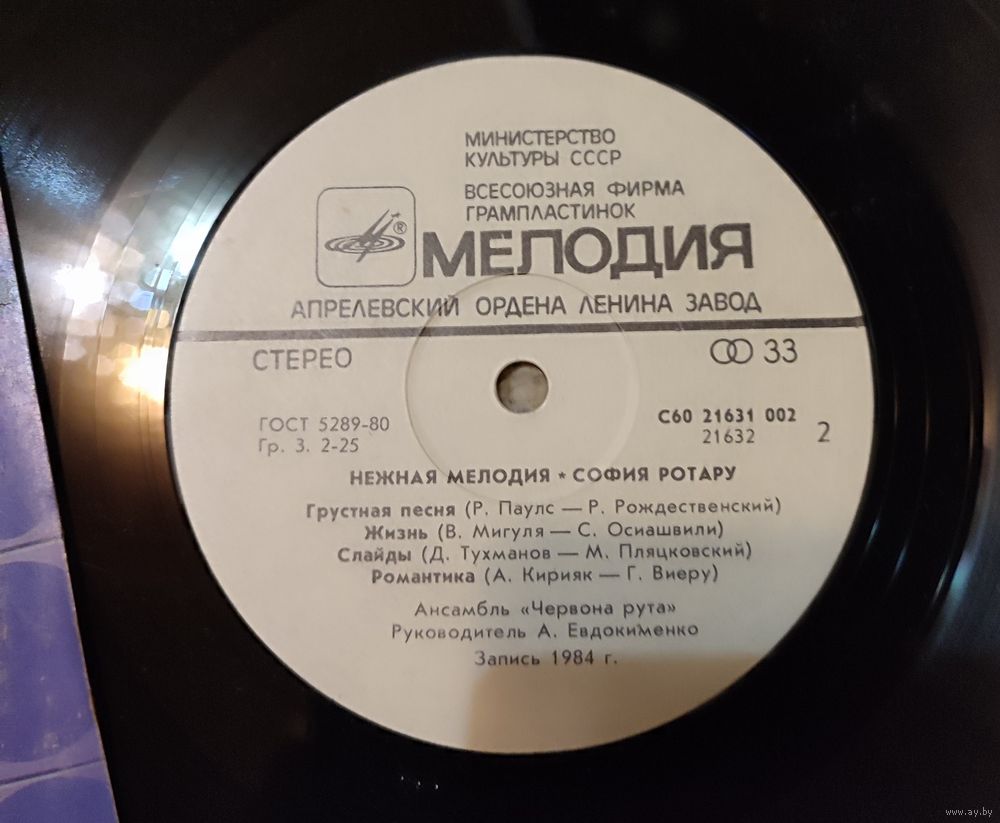 МИНИСТЕРСТВО
КУЛЬТУРЫ СССР
ВСЕСОЮЗНАЯ ФИРМА
ГРАМПЛАСТИНОК
®
МЕЛОДИЯ
АПРЕЛЕВСКИЙ ОРДЕНА ЛЕНИНА ЗАВОД
СТЕРЕО
33
ГОСТ 5289-80
Гр. 3. 2-25
С60 21631 002
21632
2
НЕЖНАЯ МЕЛОДИЯ * СОФИЯ РОТАРУ
Грустная песня (Р. Паулс — Р. Рождественский)
Жизнь (В. Мигуля — С. Осиашвили)
Слайды (Д. Тухманов — М. Пляцковский)
Романтика (А. Кирияк — Г. Виеру)
Ансамбль «Червона рута»
Руководитель А. Евдокименко
Запись 1984 г.
www.ay.by